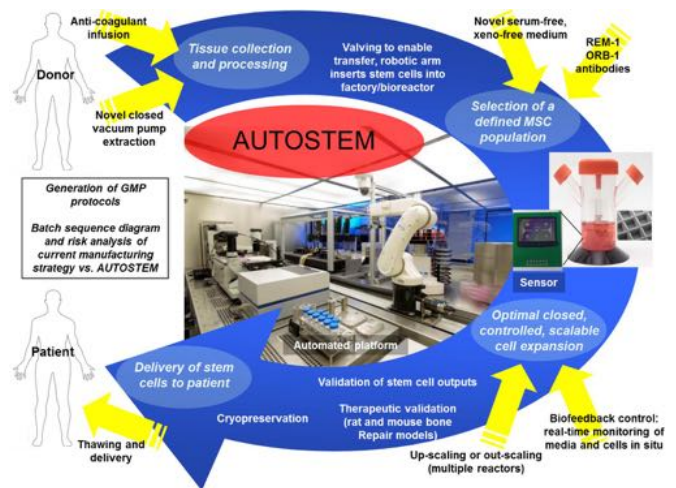 Anti-coagulant
infusion
Donor
Novel closed
vacuum pump
extraction
Tissue collection
and processing
Valving to enable
transfer, robotic arm
inserts stem cells into
factory/bioreactor
Novel serum-free,
xeno-free medium
REM-1
ORB-1
antibodies
Selection of a
defined MSC
population
AUTOSTEM
Generation of GMP
protocols
Batch sequence diagram
and risk analysis of
current manufacturing
strategy vs. AUTOSTEM
Sensor
Optimal closed,
controlled, scalable
cell expansion
Automated platform
Patient
Delivery of stem
cells to patient
Validation of stem cell outputs
Cryopreservation
Therapeutic validation
(rat and mouse bone
Repair models)
Thawing and
delivery
Up-scaling or out-scaling
(multiple reactors)
Biofeedback control:
real-time monitoring of
media and cells in situ